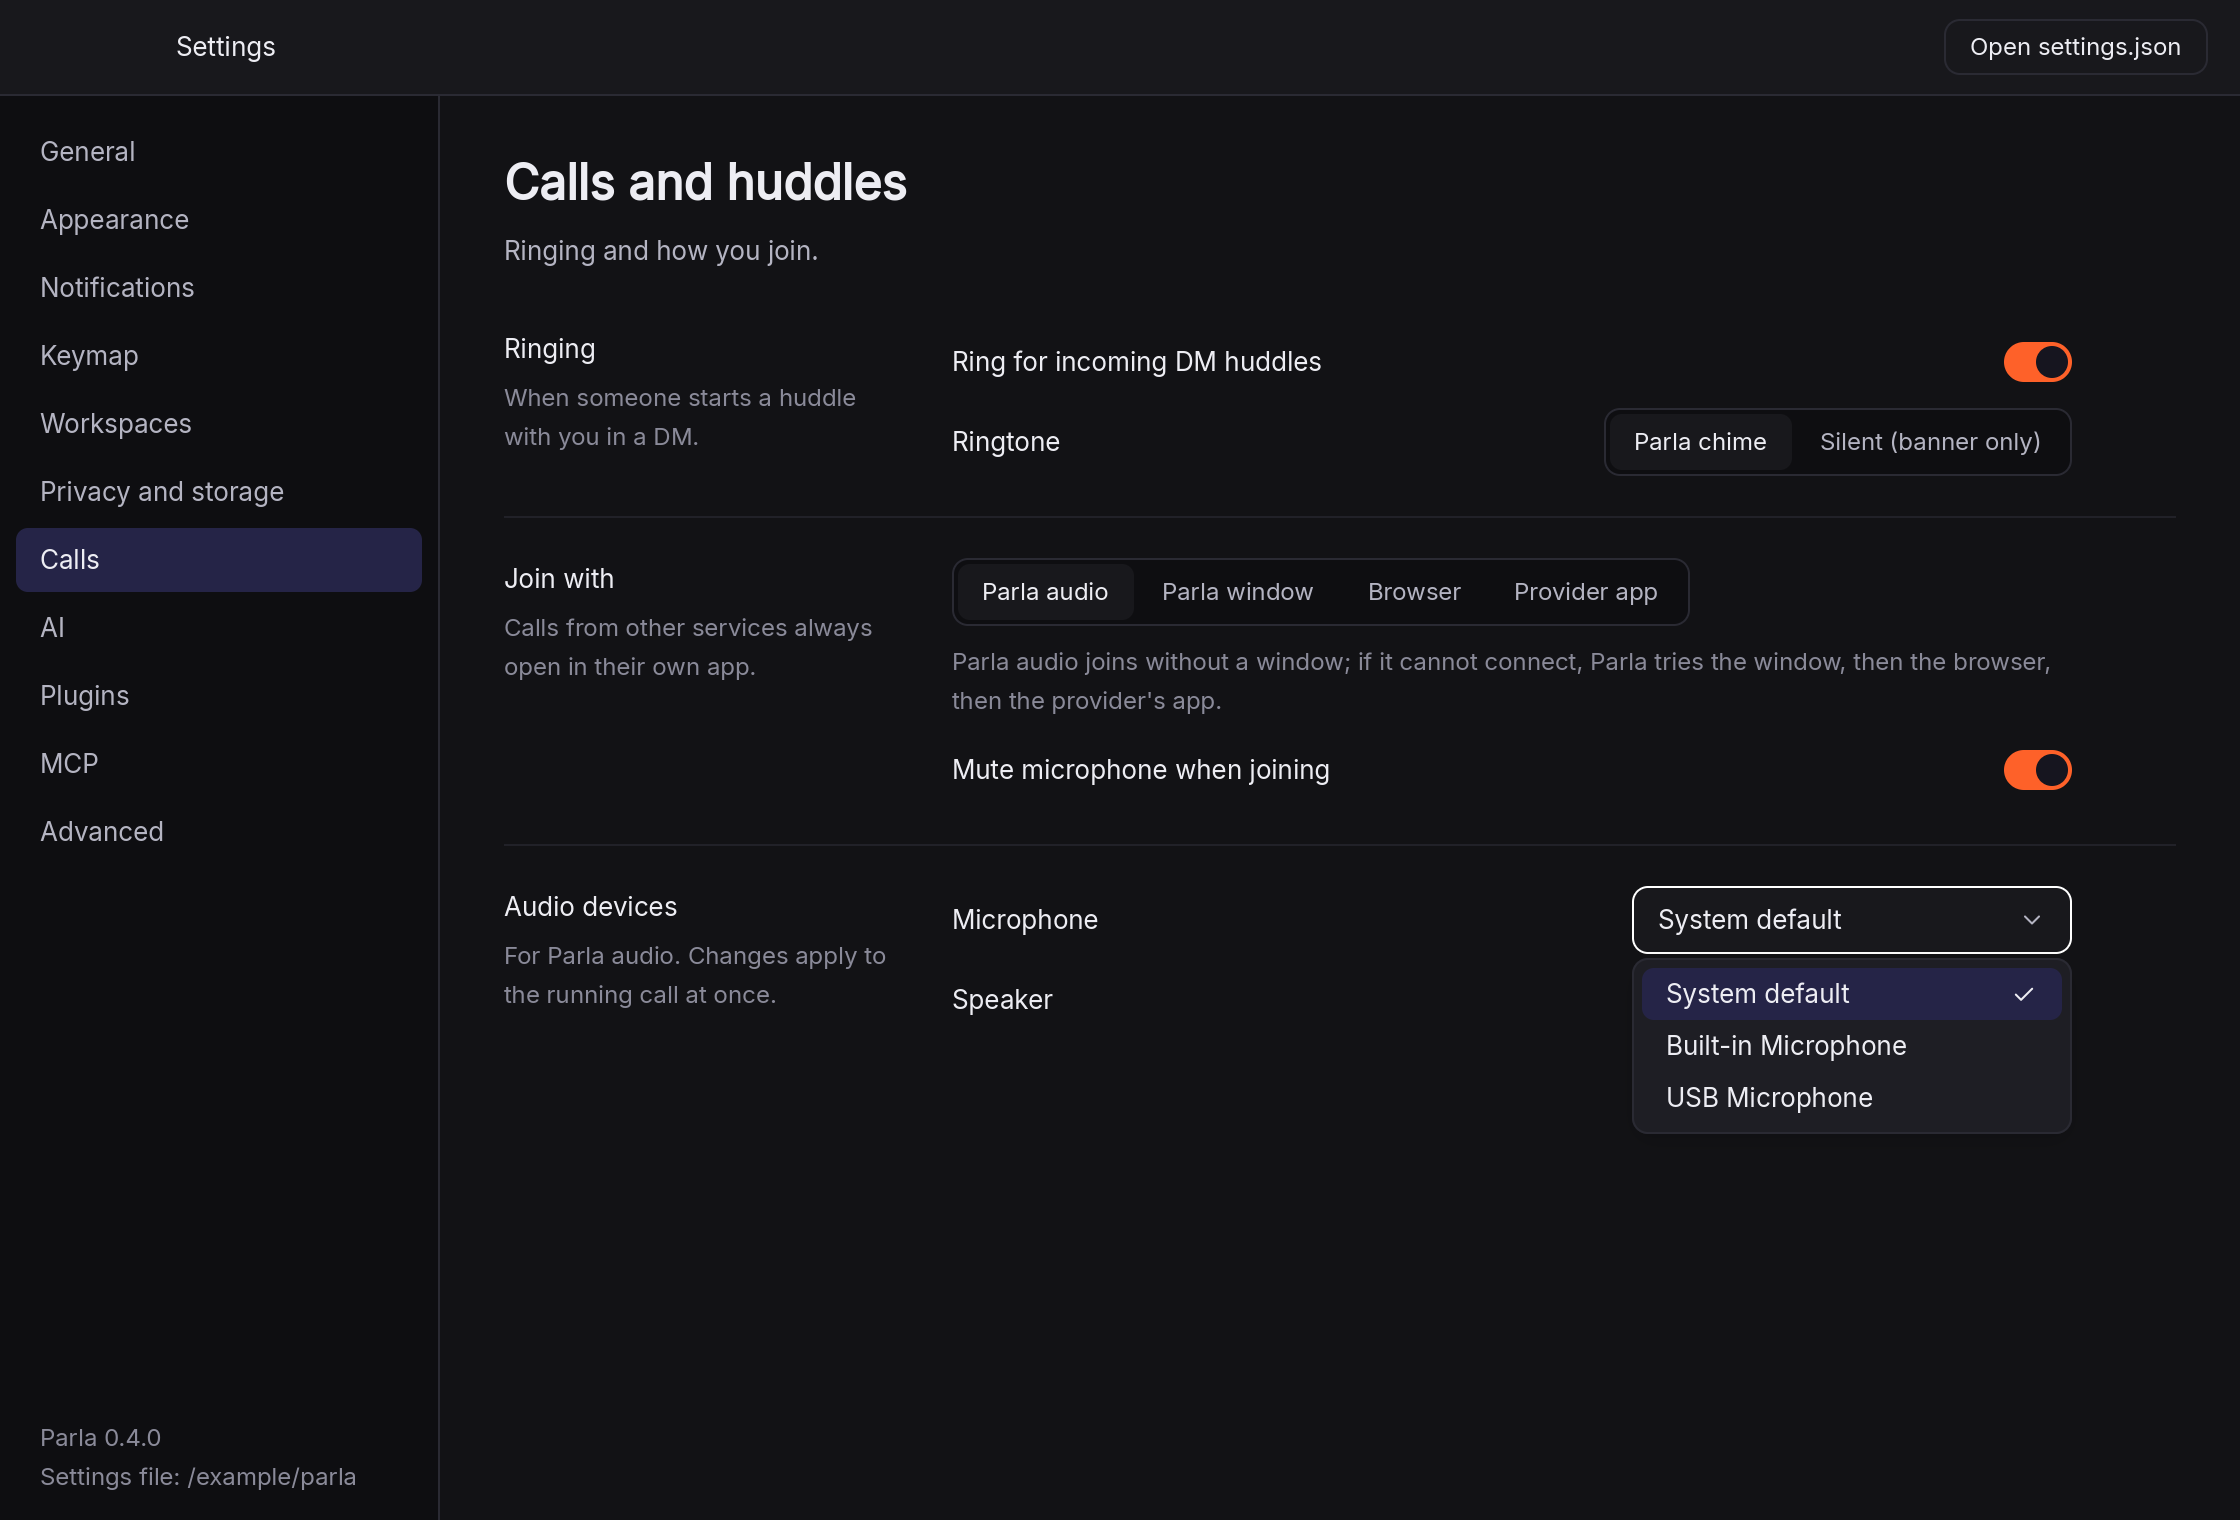 Settings
Open settings.json
General
Appearance
Notifications
Keymap
Workspaces
Privacy and storage
Calls
AI
Plugins
MCP
Advanced
Parla 0.4.0
Settings file: /example/parla
Calls and huddles
Ringing and how you join.
Ringing
When someone starts a huddle
with you in a DM.
Ring for incoming DM huddles
Ringtone
Parla chime
Silent (banner only)
Join with
Calls from other services always
open in their own app.
Parla audio
Parla window
Browser
Provider app
Parla audio joins without a window; if it cannot connect, Parla tries the window, then the browser,
then the provider's app.
Mute microphone when joining
Audio devices
For Parla audio. Changes apply to
the running call at once.
Microphone
System default
Speaker
System default
Built-in Microphone
USB Microphone